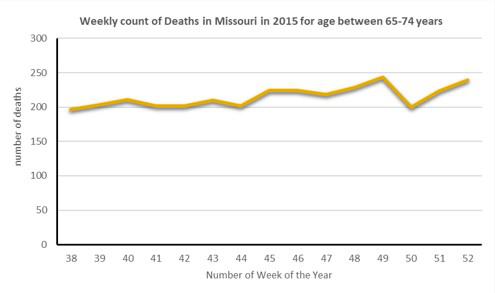 Weekly count of Deaths in Missouri in 2015 for age between 65-74 years
300
250
200
150
100
50
0
number of deaths
38 39 40 41 42 43 44 45 46 47 48 49 50 51 52
Number of Week of the Year